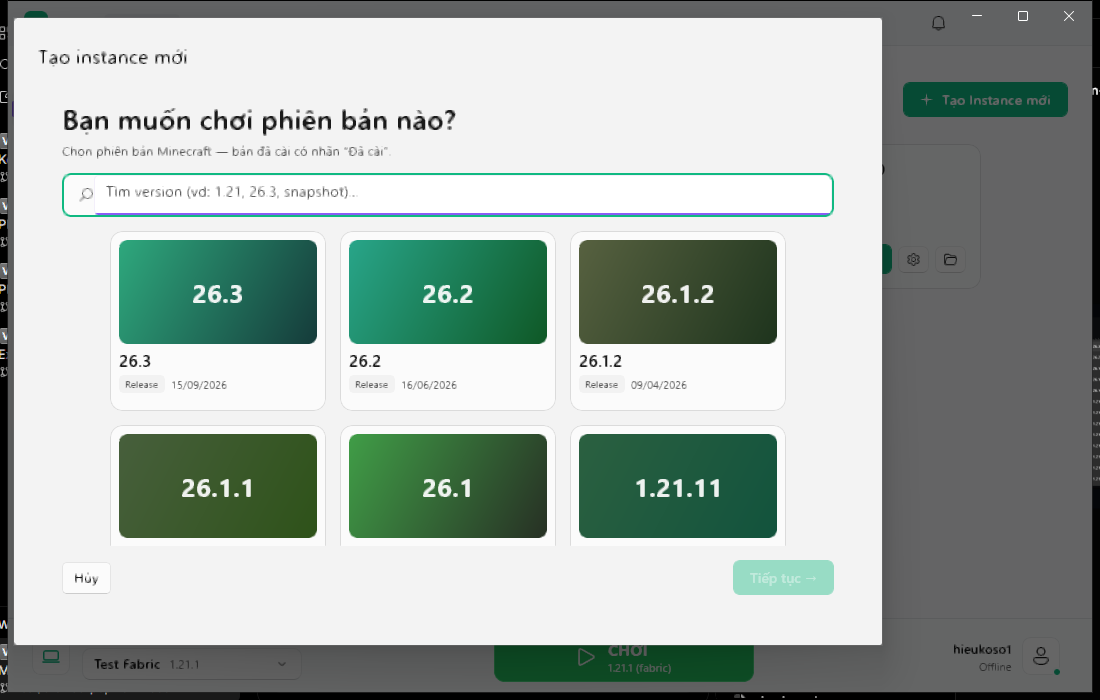 Tạo instance mới
Bạn muốn chơi phiên bản nào?
Chọn phiên bản Minecraft — bản đã cài có nhãn "Đã cài".
Tìm version (vd: 1.21, 26.3, snapshot)...
26.3
26.2
26.1.2
26.3
26.2
26.1.2
Release 15/09/2026
Release 16/06/2026
Release 09/04/2026
26.1.1
26.1
1.21.11
Hủy
Tiếp tục →
+ Tạo Instance mới
Test Fabric 1.21.1
CHƠI
1.21.1 (fabric)
hieukoso1
Offline